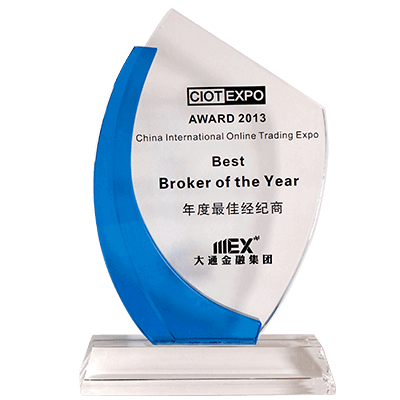 CIOT EXPO
AWARD 2013
China International Online Trading Expo
Best
Broker of the Year
年度最佳经纪商
MEX
大通金融集团